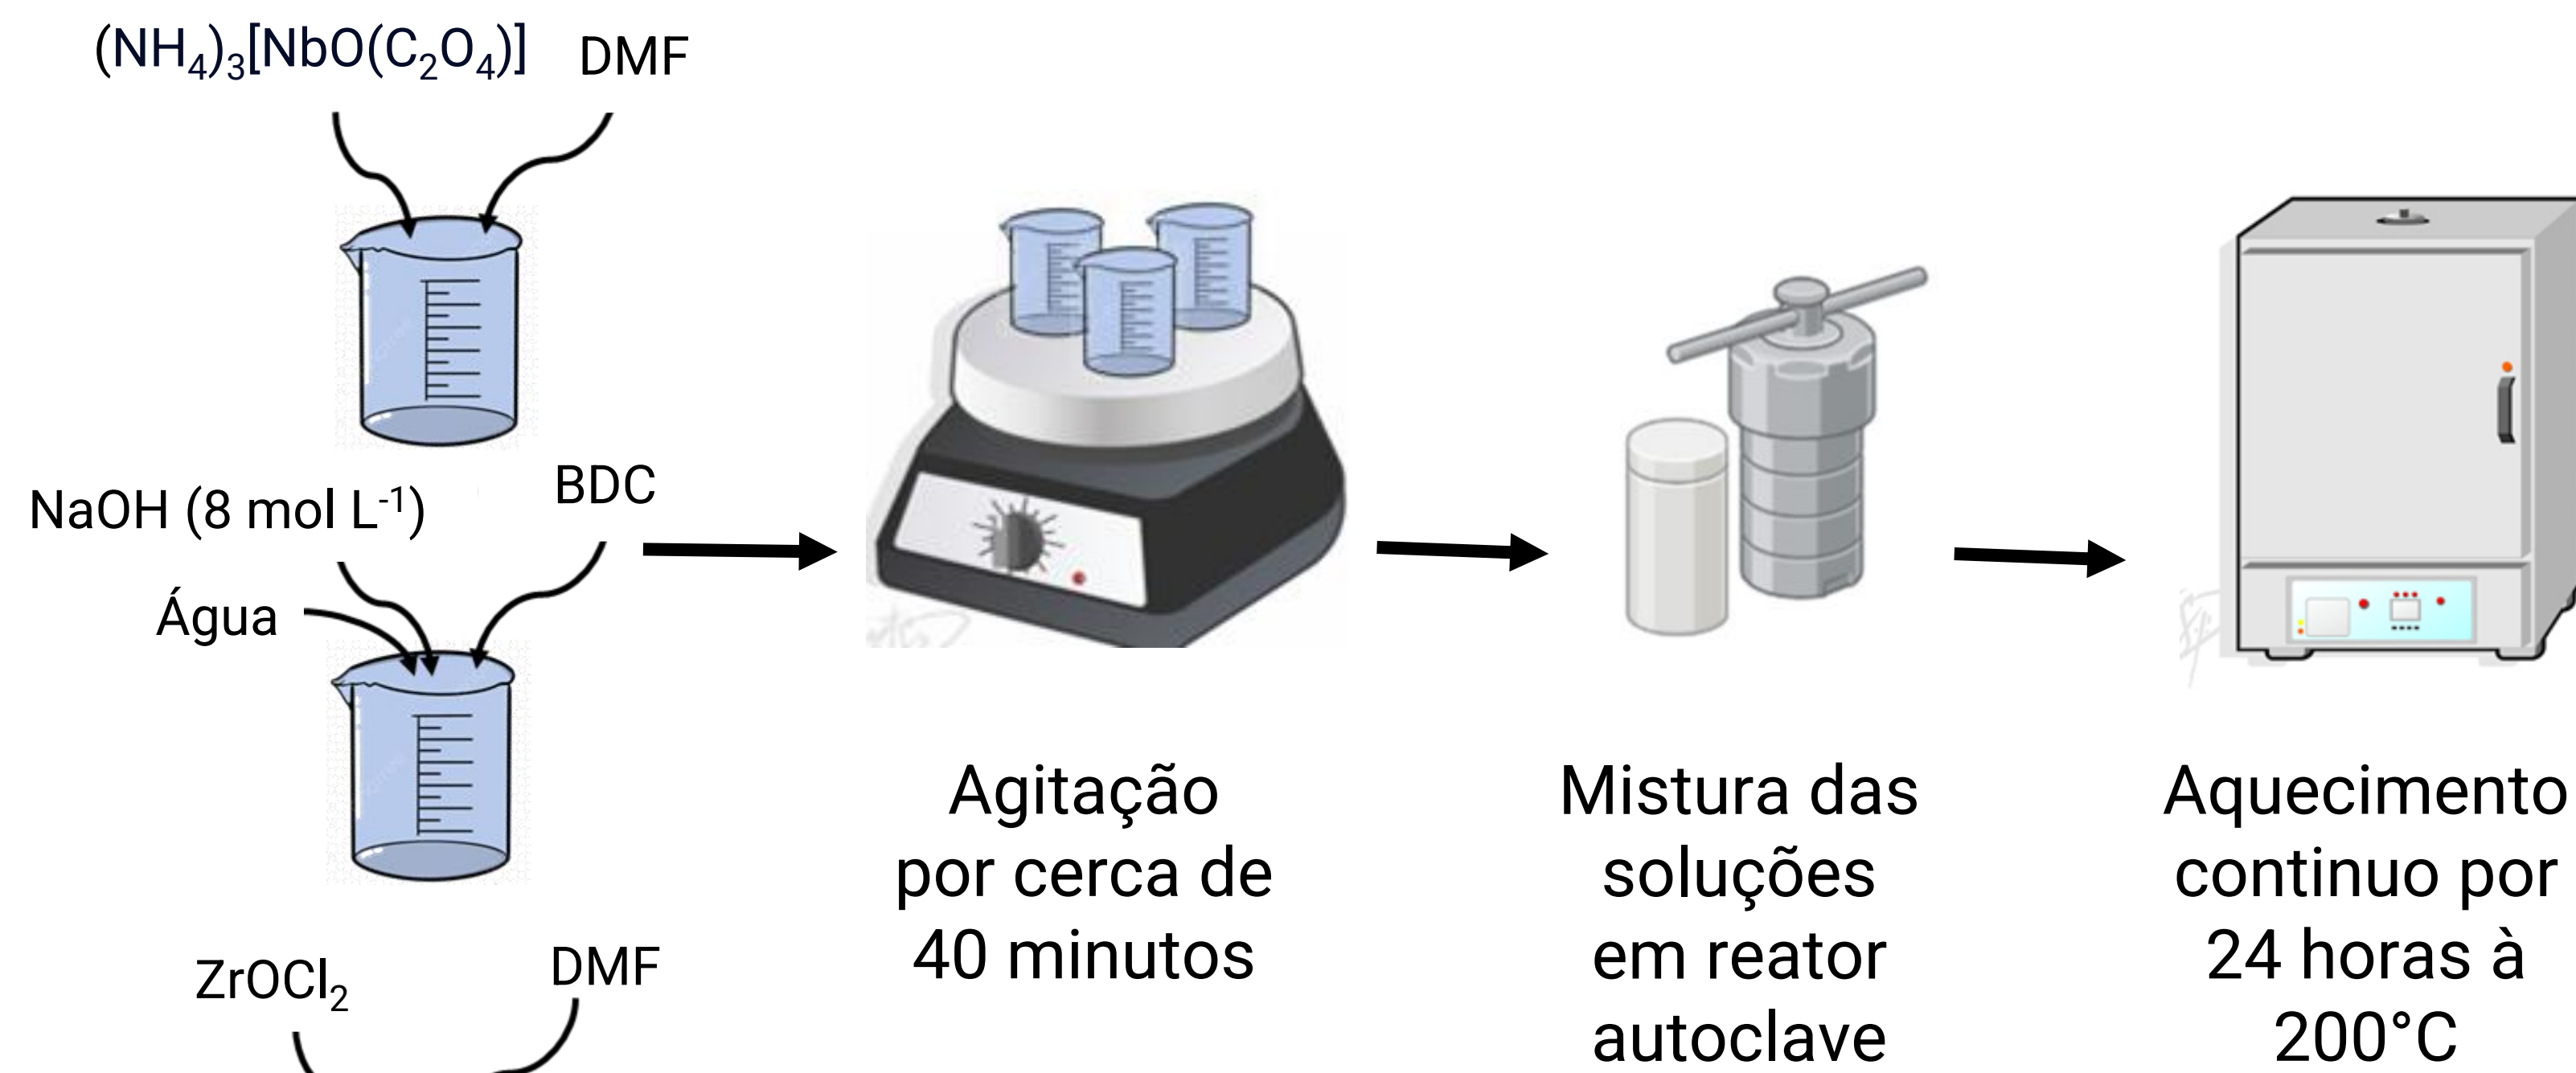 (NH₄)₃[NbO(C₂O₄)]
DMF
NaOH (8 mol L⁻¹)
BDC
Água
ZrOCl₂
DMF
Agitação
por cerca de
40 minutos
Mistura das
soluções
em reator
autoclave
Aquecimento
continuo por
24 horas à
200°C